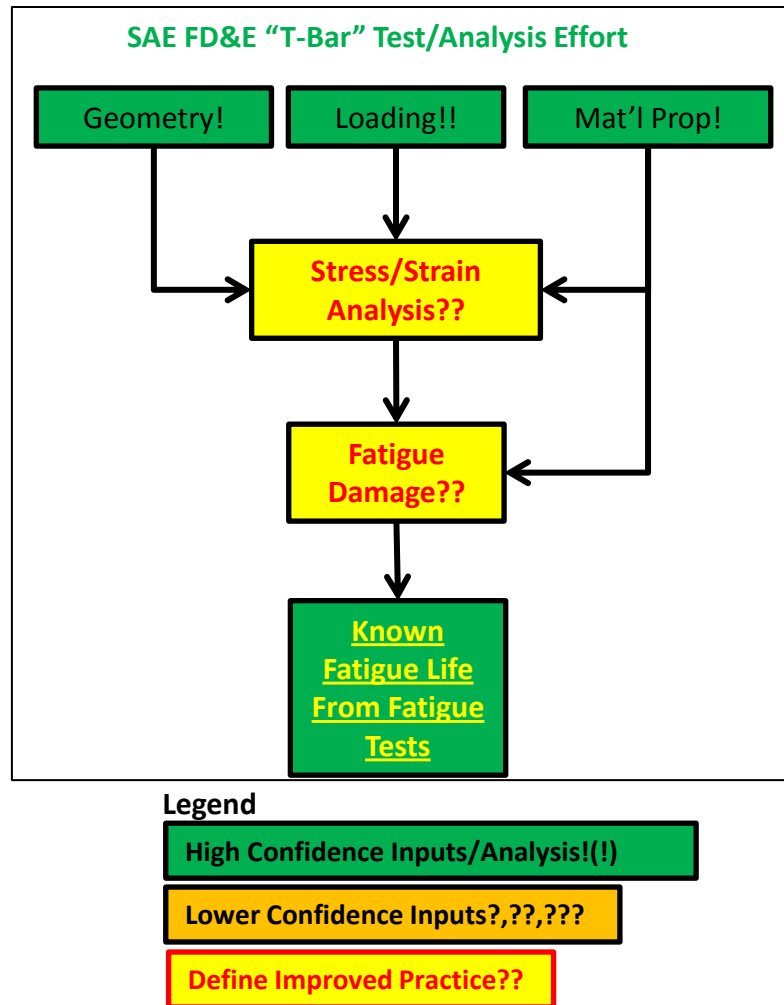 SAE FD&E “T-Bar” Test/Analysis Effort
Geometry!
Loading!!
Mat’l Prop!
Stress/Strain
Analysis??
Fatigue
Damage??
Known
Fatigue Life
From Fatigue
Tests
Legend
High Confidence Inputs/Analysis!(!)
Lower Confidence Inputs?,??,???
Define Improved Practice??